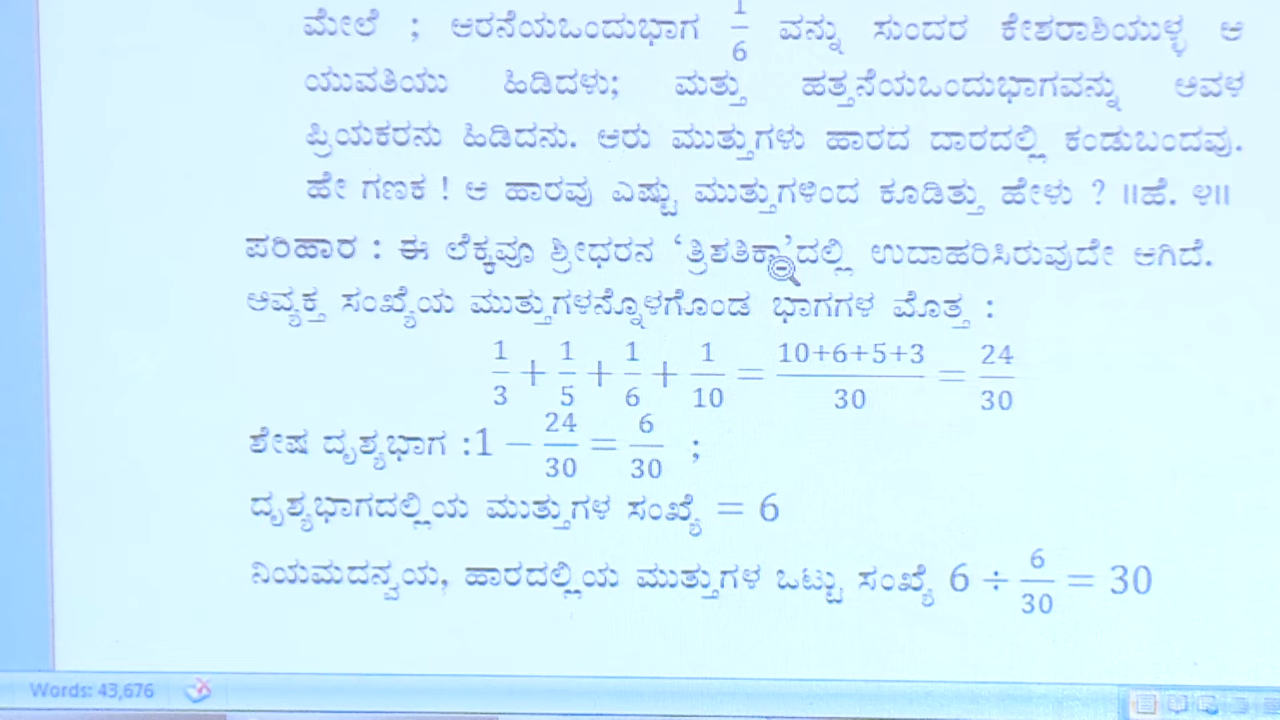 ಮೇಲೆ ; ಆರನೆಯಒಂದುಭಾಗ 1/6 ವನ್ನು ಸುಂದರ ಕೇಶರಾಶಿಯುಳ್ಳ ಆ
ಯುವತಿಯು ಹಿಡಿದಳು; ಮತ್ತು ಹತ್ತನೆಯಒಂದುಭಾಗವನ್ನು ಅವಳ
ಪ್ರಿಯಕರನು ಹಿಡಿದನು. ಆರು ಮುತ್ತುಗಳು ಹಾರದ ದಾರದಲ್ಲಿ ಕಂಡುಬಂದವು.
ಹೇ ಗಣಕ ! ಆ ಹಾರವು ಎಷ್ಟು ಮುತ್ತುಗಳಿಂದ ಕೂಡಿತ್ತು ಹೇಳು ? ॥ಹೆ. ೪॥
ಪರಿಹಾರ : ಈ ಲೆಕ್ಕವೂ ಶ್ರೀಧರನ ‘ತ್ರಿಶತಿಕಾ’ದಲ್ಲಿ ಉದಾಹರಿಸಿರುವುದೇ ಆಗಿದೆ.
ಅವ್ಯಕ್ತ ಸಂಖ್ಯೆಯ ಮುತ್ತುಗಳನ್ನೊಳಗೊಂಡ ಭಾಗಗಳ ಮೊತ್ತ :
1/3 + 1/5 + 1/6 + 1/10 = 10+6+5+3/30 = 24/30
ಶೇಷ ದೃಶ್ಯಭಾಗ :1 − 24/30 = 6/30 ;
ದೃಶ್ಯಭಾಗದಲ್ಲಿಯ ಮುತ್ತುಗಳ ಸಂಖ್ಯೆ = 6
ನಿಯಮದನ್ವಯ, ಹಾರದಲ್ಲಿಯ ಮುತ್ತುಗಳ ಒಟ್ಟು ಸಂಖ್ಯೆ 6 ÷ 6/30 = 30
Words: 43,676